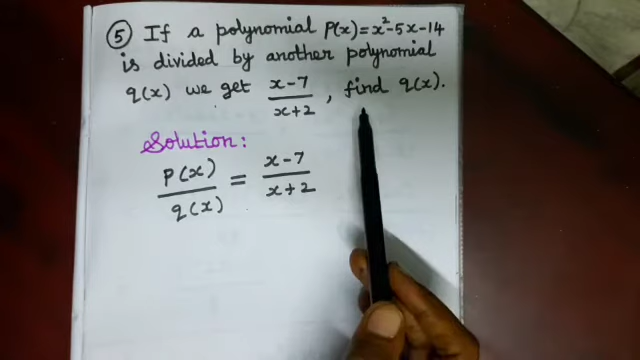 ⑤ If a polynomial P(x)=x²-5x-14
is divided by another polynomial
q(x) we get x-7/x+2, find q(x).
Solution:
P(x)/q(x) = x-7/x+2